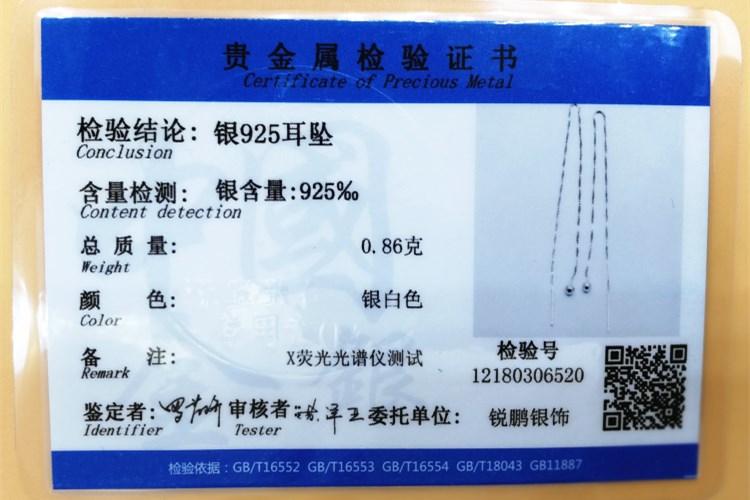 贵金属检验证书
Certificate of Precious Metal
检验结论: 银925耳坠
Conclusion
含量检测: 银含量:925‰
Content detection
总质量: 0.86克
Weight
颜色: 银白色
Color
备注: X荧光光谱仪测试
Remark
检验号
12180306520
鉴定者: 审核者 委托单位: 锐鹏银饰
Identifier Tester
检验依据: GB/T16552 GB/T16553 GB/T16554 GB/T18043 GB11887